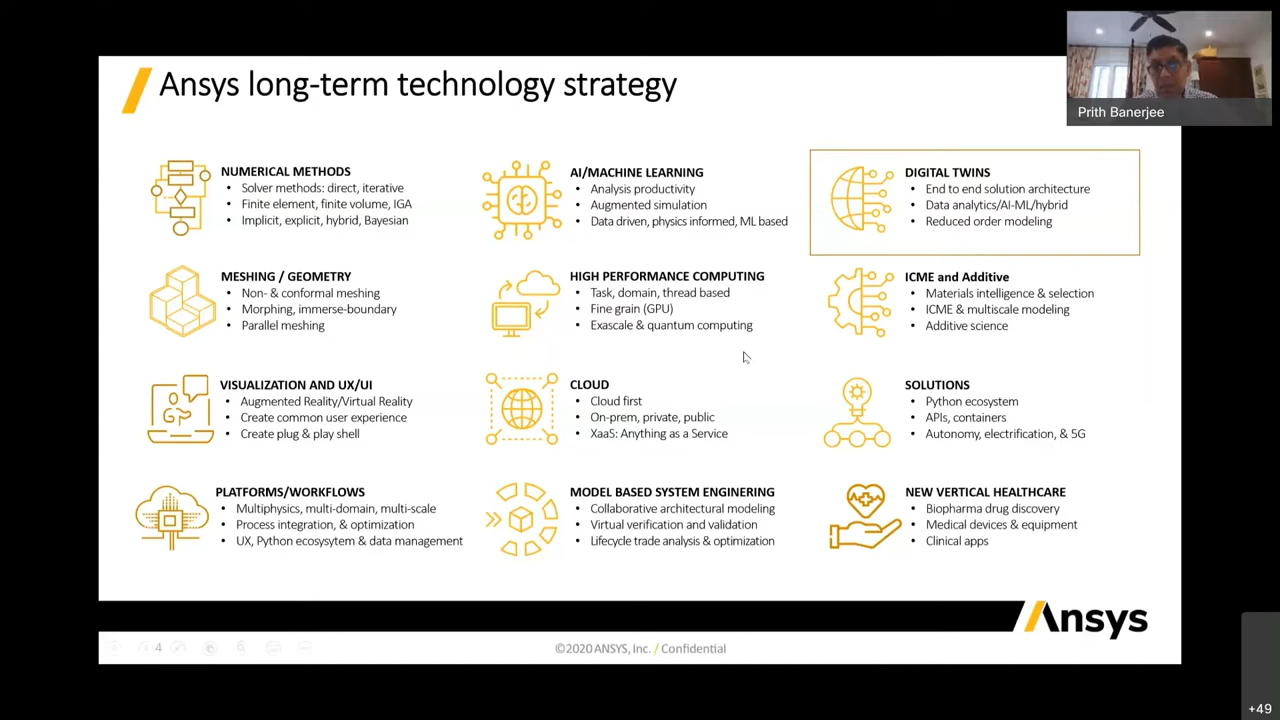 Ansys long-term technology strategy
Prith Banerjee
NUMERICAL METHODS
• Solver methods: direct, iterative
• Finite element, finite volume, IGA
• Implicit, explicit, hybrid, Bayesian
AI/MACHINE LEARNING
• Analysis productivity
• Augmented simulation
• Data driven, physics informed, ML based
DIGITAL TWINS
• End to end solution architecture
• Data analytics/AI-ML/hybrid
• Reduced order modeling
MESHING / GEOMETRY
• Non- & conformal meshing
• Morphing, immerse-boundary
• Parallel meshing
HIGH PERFORMANCE COMPUTING
• Task, domain, thread based
• Fine grain (GPU)
• Exascale & quantum computing
ICME and Additive
• Materials intelligence & selection
• ICME & multiscale modeling
• Additive science
VISUALIZATION AND UX/UI
• Augmented Reality/Virtual Reality
• Create common user experience
• Create plug & play shell
CLOUD
• Cloud first
• On-prem, private, public
• XaaS: Anything as a Service
SOLUTIONS
• Python ecosystem
• APIs, containers
• Autonomy, electrification, & 5G
PLATFORMS/WORKFLOWS
• Multiphysics, multi-domain, multi-scale
• Process integration, & optimization
• UX, Python ecosysytem & data management
MODEL BASED SYSTEM ENGINERING
• Collaborative architectural modeling
• Virtual verification and validation
• Lifecycle trade analysis & optimization
NEW VERTICAL HEALTHCARE
• Biopharma drug discovery
• Medical devices & equipment
• Clinical apps
Ansys
4
©2020 ANSYS, Inc. / Confidential
+49